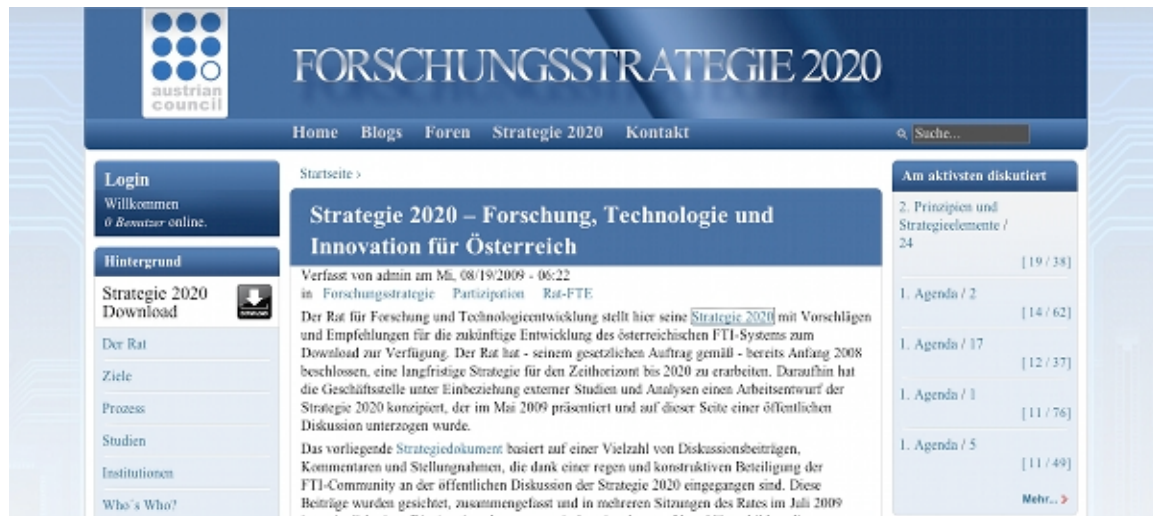 austrian
council
FORSCHUNGSSTRATEGIE 2020
Home Blogs Foren Strategie 2020 Kontakt
Suche...
Login
Willkommen
0 Benutzer online.
Hintergrund
Strategie 2020
Download
DOWNLOAD
Der Rat
Ziele
Prozess
Studien
Institutionen
Who´s Who?
Startseite ›
Strategie 2020 – Forschung, Technologie und
Innovation für Österreich
Verfasst von admin am Mi, 08/19/2009 - 06:22
in Forschungsstrategie Partizipation Rat-FTE
Der Rat für Forschung und Technologieentwicklung stellt hier seine Strategie 2020 mit Vorschlägen
und Empfehlungen für die zukünftige Entwicklung des österreichischen FTI-Systems zum
Download zur Verfügung. Der Rat hat - seinem gesetzlichen Auftrag gemäß - bereits Anfang 2008
beschlossen, eine langfristige Strategie für den Zeithorizont bis 2020 zu erarbeiten. Daraufhin hat
die Geschäftsstelle unter Einbeziehung externer Studien und Analysen einen Arbeitsentwurf der
Strategie 2020 konzipiert, der im Mai 2009 präsentiert und auf dieser Seite einer öffentlichen
Diskussion unterzogen wurde.
Das vorliegende Strategiedokument basiert auf einer Vielzahl von Diskussionsbeiträgen,
Kommentaren und Stellungnahmen, die dank einer regen und konstruktiven Beteiligung der
FTI-Community an der öffentlichen Diskussion der Strategie 2020 eingegangen sind. Diese
Beiträge wurden gesichtet, zusammengefasst und in mehreren Sitzungen des Rates im Juli 2009
Am aktivsten diskutiert
2. Prinzipien und
Strategieelemente /
24
[ 19 / 38]
1. Agenda / 2
[ 14 / 62]
1. Agenda / 17
[ 12 / 37]
1. Agenda / 1
[ 11 / 76]
1. Agenda / 5
[ 11 / 49]
Mehr...